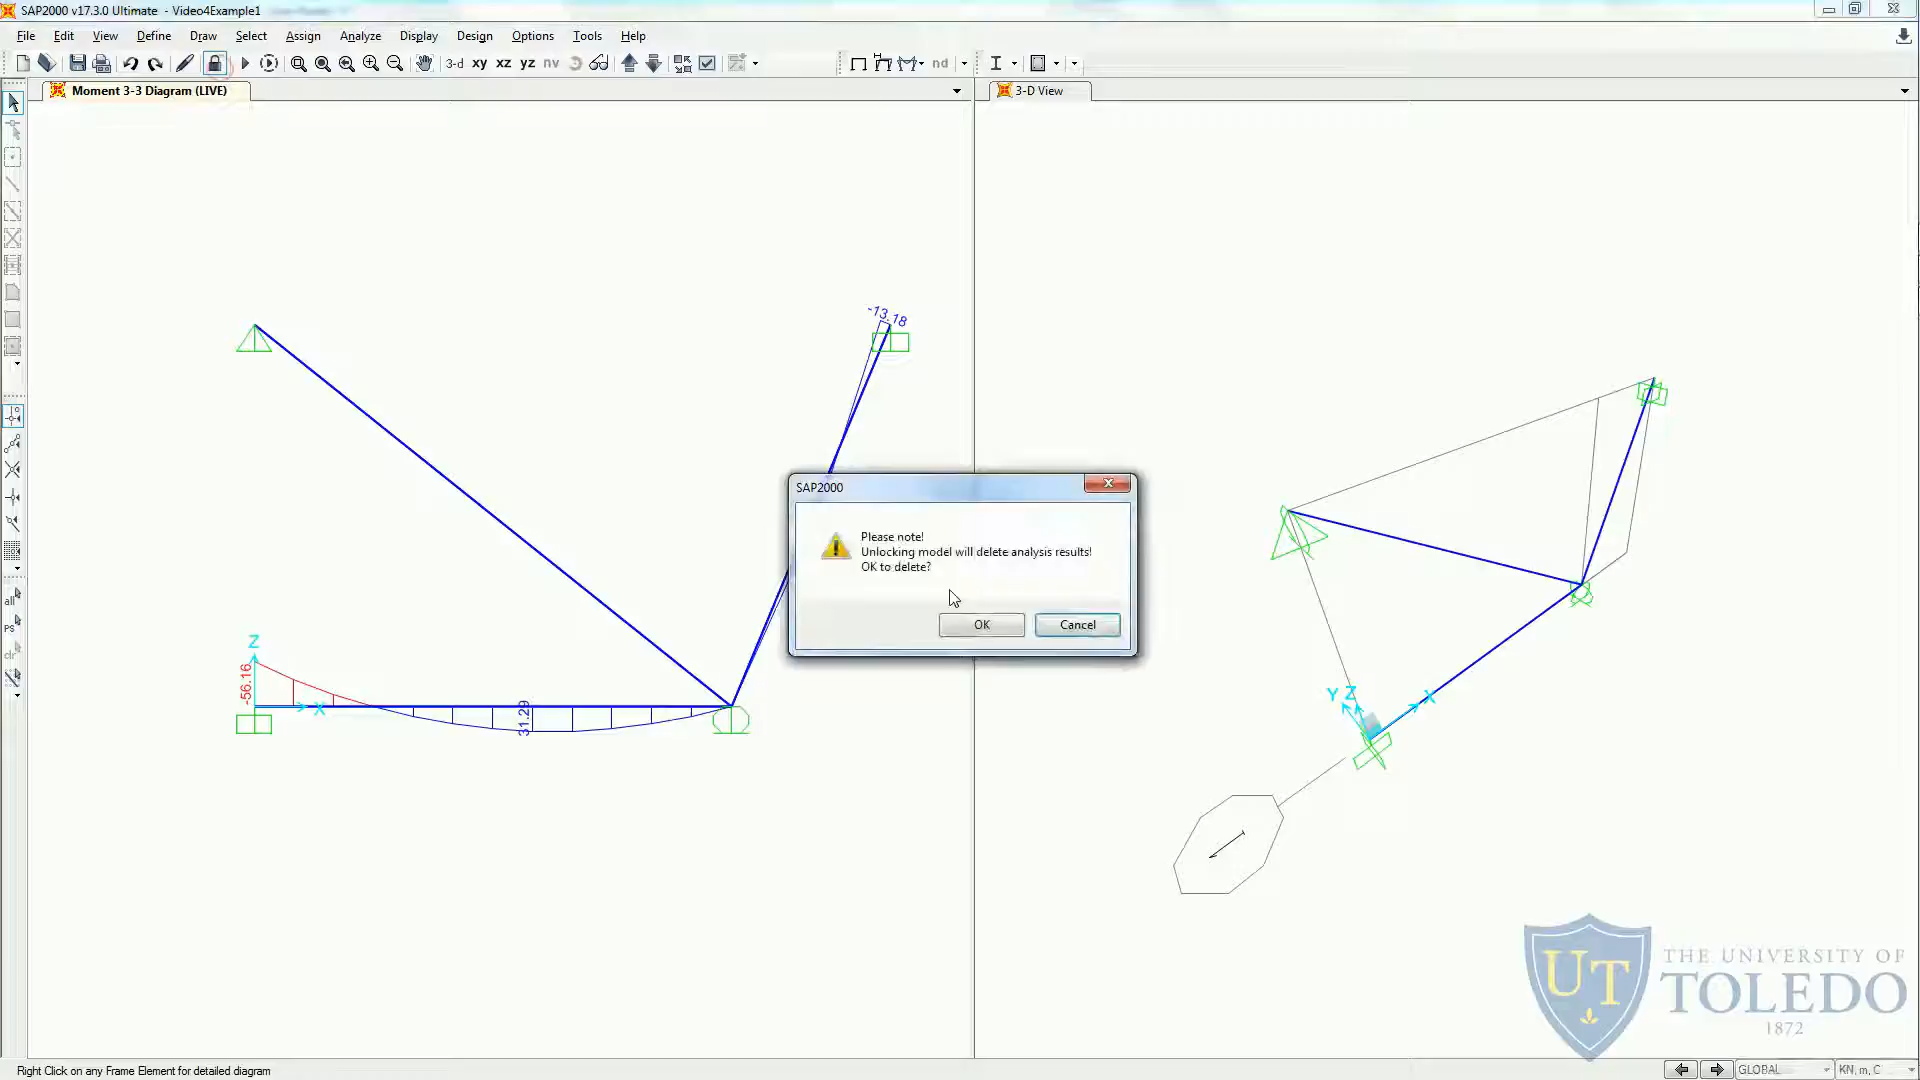 SAP2000 v17.3.0 Ultimate - Video4Example1
File Edit View Define Draw Select Assign Analyze Display Design Options Tools Help
3-d xy xz yz nv nd
Moment 3-3 Diagram (LIVE)
3-D View
-13.18
SAP2000
Please note!
Unlocking model will delete analysis results!
OK to delete?
OK Cancel
Z
-56.16
X
31.29
Y Z X
all
PS
clr
UT
THE UNIVERSITY OF
TOLEDO
1872
Right Click on any Frame Element for detailed diagram
GLOBAL
KN, m, C